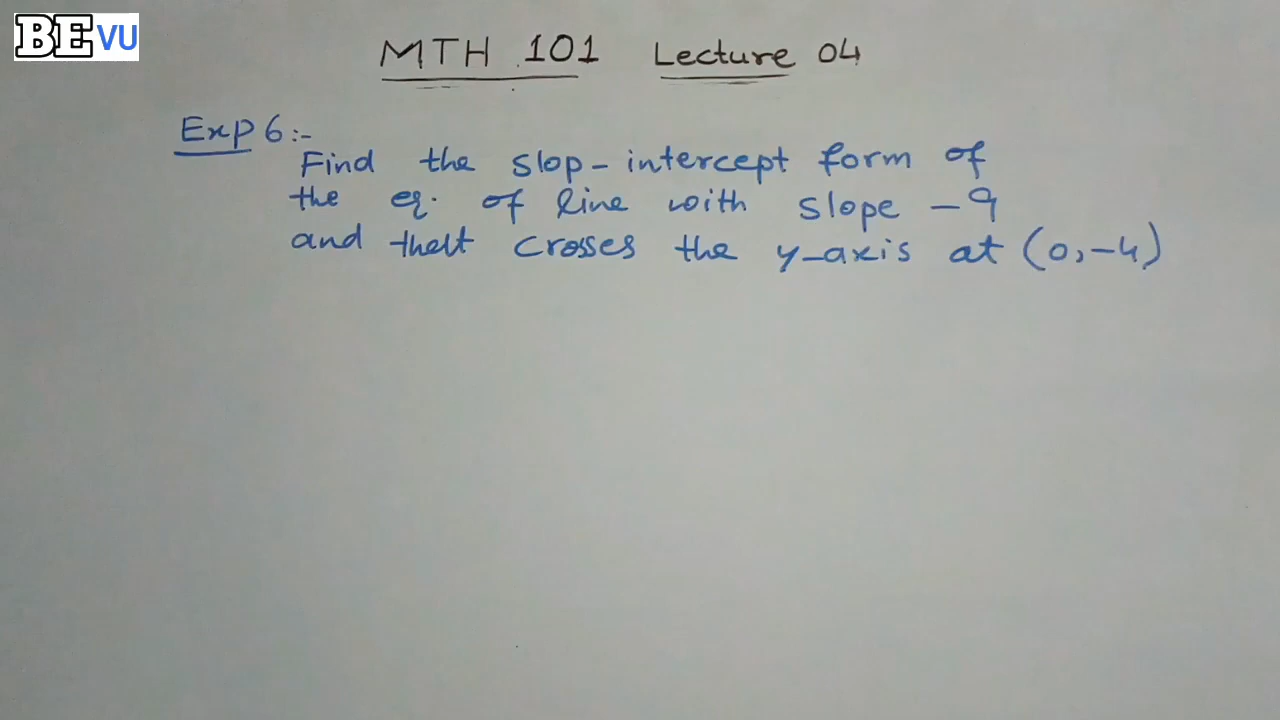 BEVU
MTH 101 Lecture 04
Exp 6:-
Find the slop-intercept form of
the eq. of line with slope -9
and that crosses the y-axis at (0,-4)